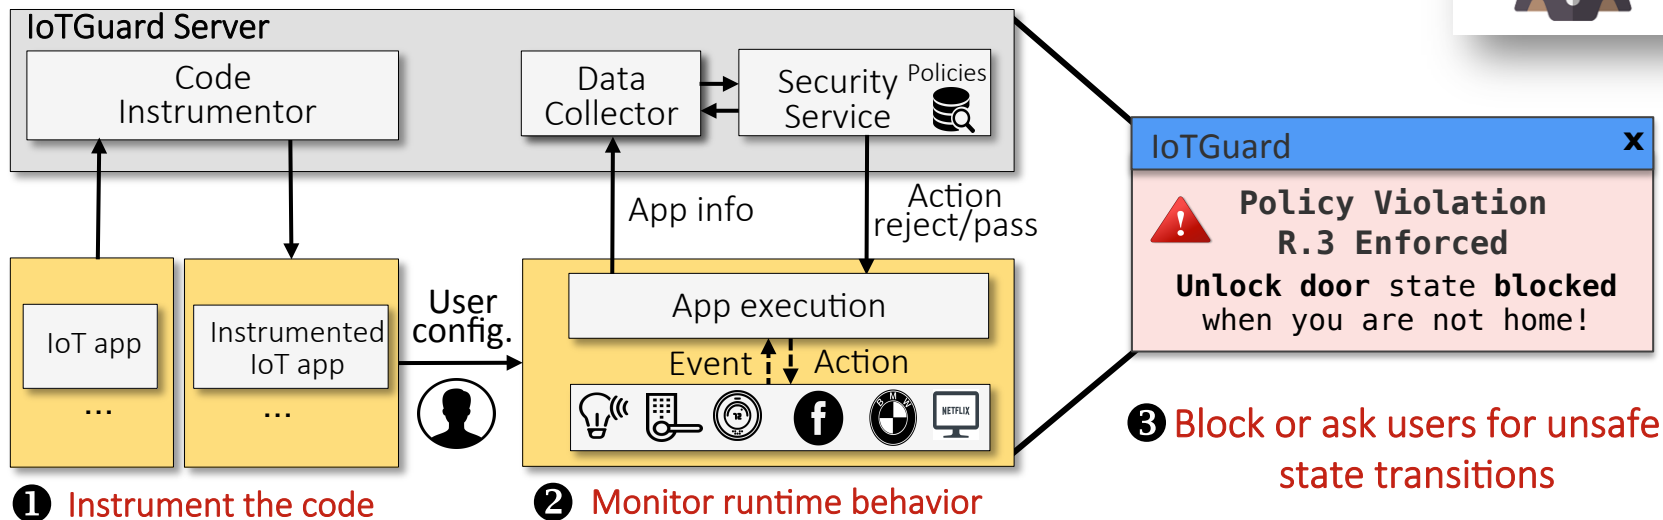 IoTGuard Server
Code
Instrumentor
Data
Collector
Security
Service
Policies
App info
Action
reject/pass
IoT app
...
Instrumented
IoT app
...
User
config.
App execution
Event
Action
f
BMW
NETFLIX
❶ Instrument the code
❷ Monitor runtime behavior
IoTGuard
x
!
Policy Violation
R.3 Enforced
Unlock door state blocked
when you are not home!
❸ Block or ask users for unsafe
state transitions